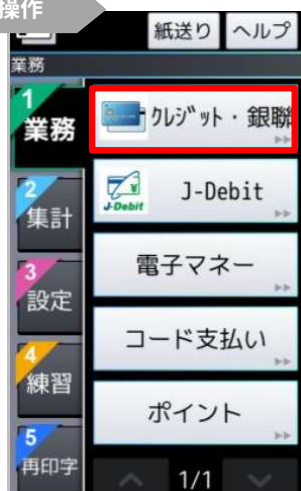 操作
紙送り ヘルプ
業務
1
業務
クレジット・銀聯
2
集計
J-Debit
J-Debit
3
設定
電子マネー
4
練習
コード支払い
5
再印字
ポイント
1/1